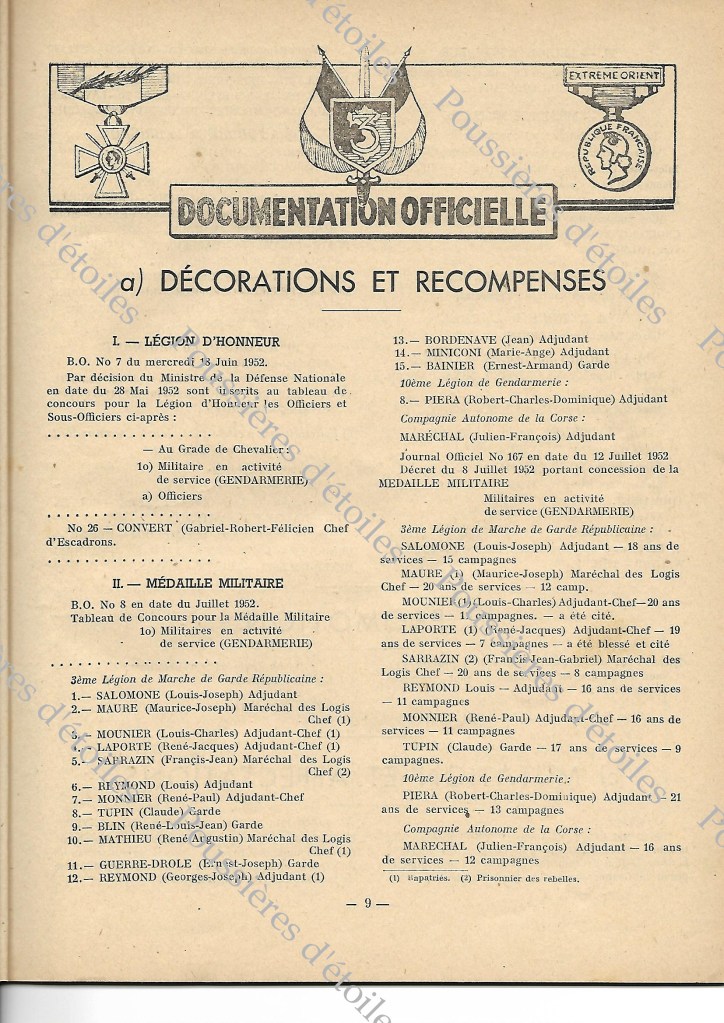 EXTREME ORIENT
REPUBLIQUE FRANÇAISE
3
DOCUMENTATION OFFICIELLE
a) DÉCORATIONS ET RECOMPENSES
I. — LÉGION D'HONNEUR
B.O. No 7 du mercredi 18 Juin 1952.
Par décision du Ministre de la Défense Nationale
en date du 28 Mai 1952 sont inscrits au tableau de
concours pour la Légion d'Honneur les Officiers et
Sous-Officiers ci-après :
. . . . . . . . . . . . . . . . .
— Au Grade de Chevalier :
1o) Militaire en activité
de service (GENDARMERIE)
a) Officiers
. . . . . . . . . . . . . . . . .
No 26 — CONVERT (Gabriel-Robert-Félicien Chef
d'Escadrons.
. . . . . . . . . . . . . . . . .
II. — MÉDAILLE MILITAIRE
B.O. No 8 en date du Juillet 1952.
Tableau de Concours pour la Médaille Militaire
1o) Militaires en activité
de service (GENDARMERIE)
. . . . . . . . . . . . . . . . .
3ème Légion de Marche de Garde Républicaine :
1.— SALOMONE (Louis-Joseph) Adjudant
2.— MAURE (Maurice-Joseph) Maréchal des Logis
Chef (1)
3.— MOUNIER (Louis-Charles) Adjudant-Chef (1)
4.— LAPORTE (René-Jacques) Adjudant-Chef (1)
5.— SARRAZIN (Françis-Jean) Maréchal des Logis
Chef (2)
6.— REYMOND (Louis) Adjudant
7.— MONNIER (René-Paul) Adjudant-Chef
8.— TUPIN (Claude) Garde
9.— BLIN (René-Louis-Jean) Garde
10.— MATHIEU (René-Augustin) Maréchal des Logis
Chef (1)
11.— GUERRE-DROLE (Ernest-Joseph) Garde
12.— REYMOND (Georges-Joseph) Adjudant (1)
13.— BORDENAVE (Jean) Adjudant
14.— MINICONI (Marie-Ange) Adjudant
15.— BAINIER (Ernest-Armand) Garde
10ème Légion de Gendarmerie :
8.— PIERA (Robert-Charles-Dominique) Adjudant
Compagnie Autonome de la Corse :
MARÉCHAL (Julien-François) Adjudant
Journal Officiel No 167 en date du 12 Juillet 1952
Décret du 8 Juillet 1952 portant concession de la
MEDAILLE MILITAIRE
Militaires en activité
de service (GENDARMERIE)
3ème Légion de Marche de Garde Républicaine :
SALOMONE (Louis-Joseph) Adjudant — 18 ans de
services — 15 campagnes
MAURE (1) (Maurice-Joseph) Maréchal des Logis
Chef — 20 ans de services — 12 camp.
MOUNIER (1) (Louis-Charles) Adjudant-Chef—20 ans
de services — campagnes. — a été cité.
LAPORTE (1) (René-Jacques) Adjudant-Chef — 19
ans de services — 7 campagnes — a été blessé et cité
SARRAZIN (2) (Francis-Jean-Gabriel) Maréchal des
Logis Chef — 20 ans de services — 8 campagnes
REYMOND Louis — Adjudant — 16 ans de services
— 11 campagnes
MONNIER (René-Paul) Adjudant-Chef — 16 ans de
services — 11 campagnes
TUPIN (Claude) Garde — 17 ans de services — 9
campagnes.
10ème Légion de Gendarmerie :
PIERA (Robert-Charles-Dominique) Adjudant — 21
ans de services — 13 campagnes
Compagnie Autonome de la Corse :
MARECHAL (Julien-François) Adjudant — 16 ans
de services — 12 campagnes
(1) Rapatriés. (2) Prisonnier des rebelles.
— 9 —
Poussières d'étoiles